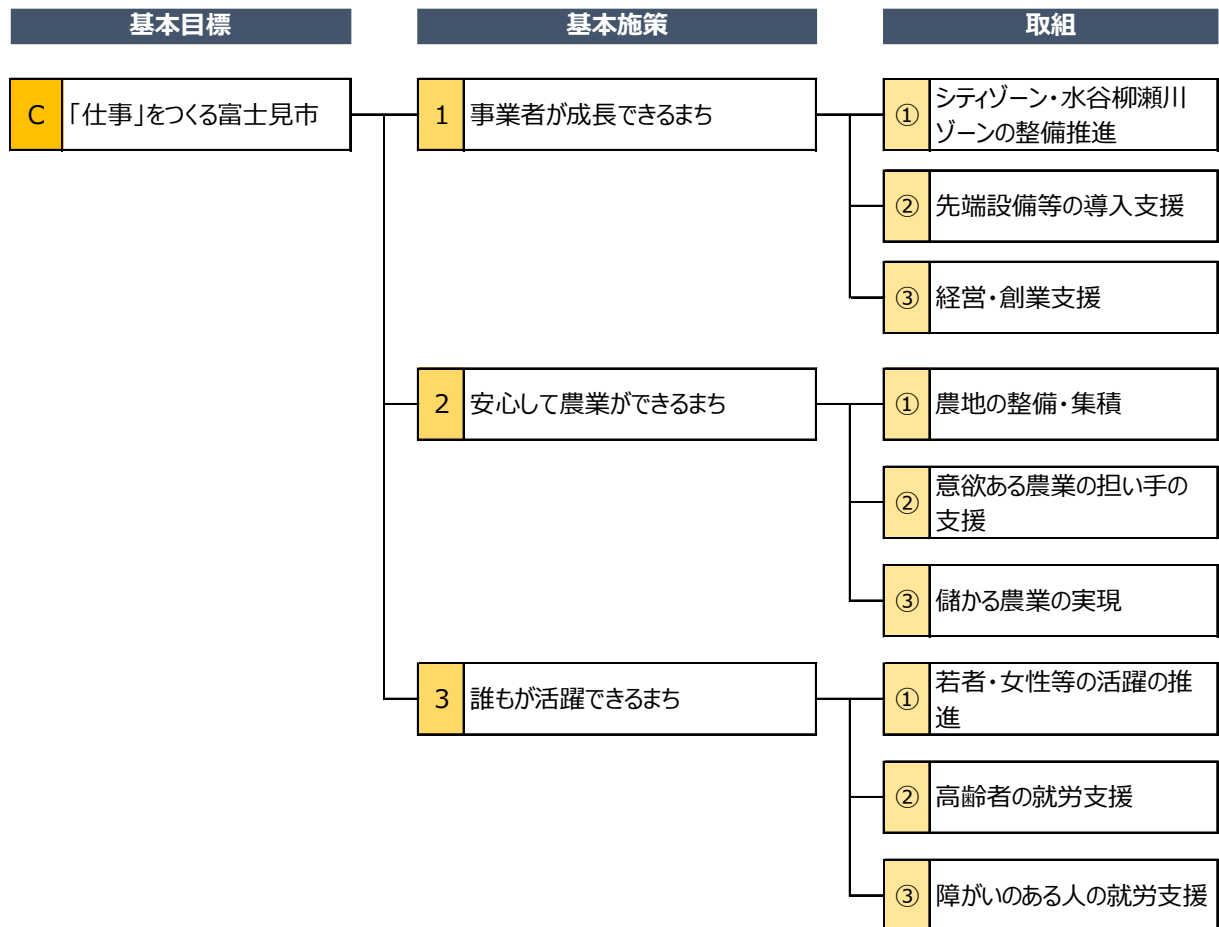 基本目標
基本施策
取組
C 「仕事」をつくる富士見市
1 事業者が成長できるまち
① シティゾーン・水谷柳瀬川
ゾーンの整備推進
② 先端設備等の導入支援
③ 経営・創業支援
2 安心して農業ができるまち
① 農地の整備・集積
② 意欲ある農業の担い手の
支援
③ 儲かる農業の実現
3 誰もが活躍できるまち
① 若者・女性等の活躍の推
進
② 高齢者の就労支援
③ 障がいのある人の就労支援